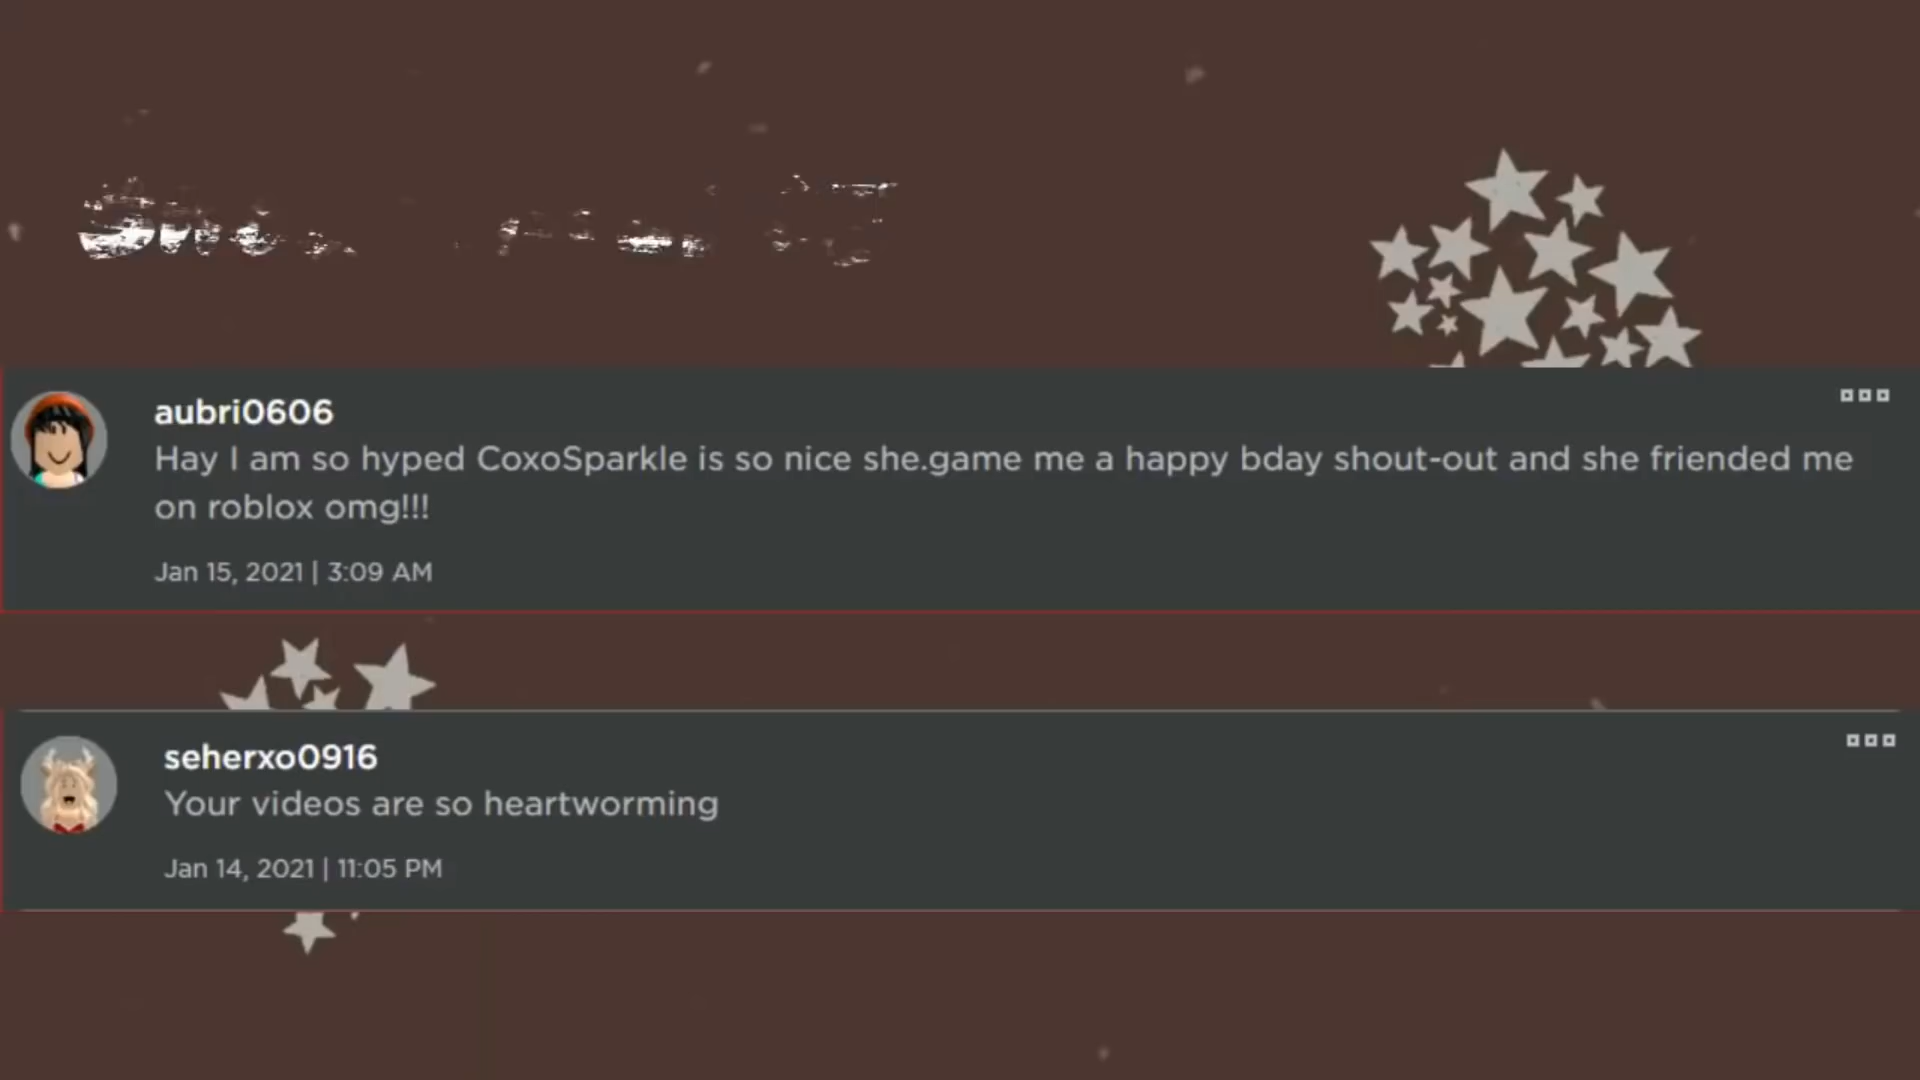 aubri0606
Hay I am so hyped CoxoSparkle is so nice she.game me a happy bday shout-out and she friended me
on roblox omg!!!
Jan 15, 2021 | 3:09 AM
seherxo0916
Your videos are so heartworming
Jan 14, 2021 | 11:05 PM